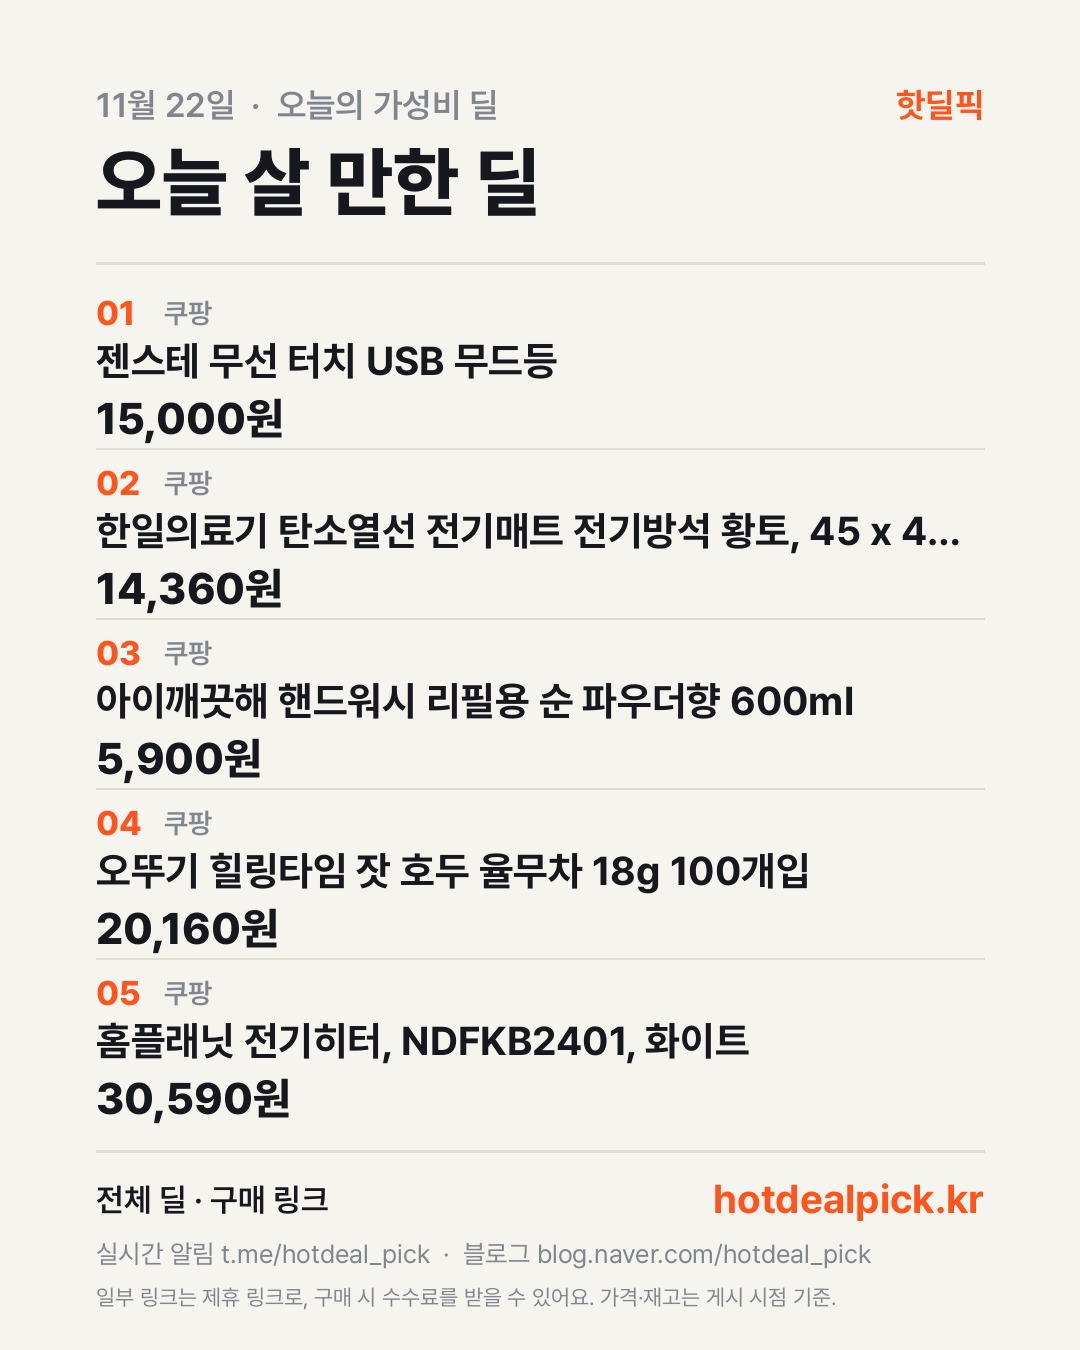 11월 22일 · 오늘의 가성비 딜
핫딜픽
오늘 살 만한 딜
01 쿠팡
젠스테 무선 터치 USB 무드등
15,000원
02 쿠팡
한일의료기 탄소열선 전기매트 전기방석 황토, 45 x 4...
14,360원
03 쿠팡
아이깨끗해 핸드워시 리필용 순 파우더향 600ml
5,900원
04 쿠팡
오뚜기 힐링타임 잣 호두 율무차 18g 100개입
20,160원
05 쿠팡
홈플래닛 전기히터, NDFKB2401, 화이트
30,590원
전체 딜 · 구매 링크
hotdealpick.kr
실시간 알림 t.me/hotdeal_pick · 블로그 blog.naver.com/hotdeal_pick
일부 링크는 제휴 링크로, 구매 시 수수료를 받을 수 있어요. 가격·재고는 게시 시점 기준.